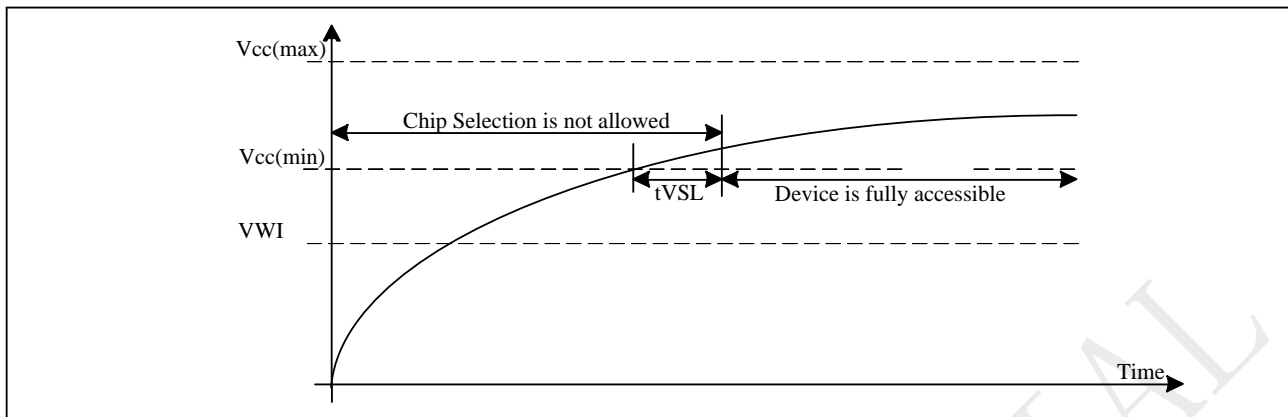 Vcc(max)
Chip Selection is not allowed
Vcc(min)
tVSL
Device is fully accessible
VWI
Time